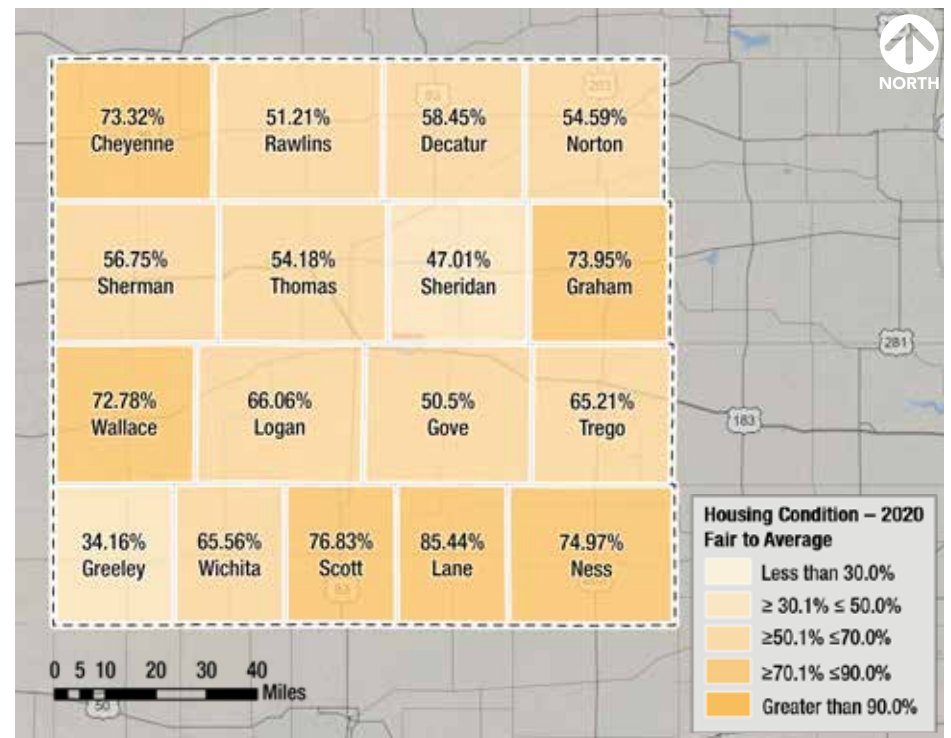 NORTH
73.32%
Cheyenne
51.21%
Rawlins
58.45%
Decatur
54.59%
Norton
56.75%
Sherman
54.18%
Thomas
47.01%
Sheridan
73.95%
Graham
281
72.78%
Wallace
66.06%
Logan
50.5%
Gove
65.21%
Trego
183
34.16%
Greeley
65.56%
Wichita
76.83%
Scott
85.44%
Lane
74.97%
Ness
83
Housing Condition – 2020
Fair to Average
Less than 30.0%
≥ 30.1% ≤ 50.0%
≥50.1% ≤70.0%
≥70.1% ≤90.0%
Greater than 90.0%
0 5 10 20 30 40
Miles
50